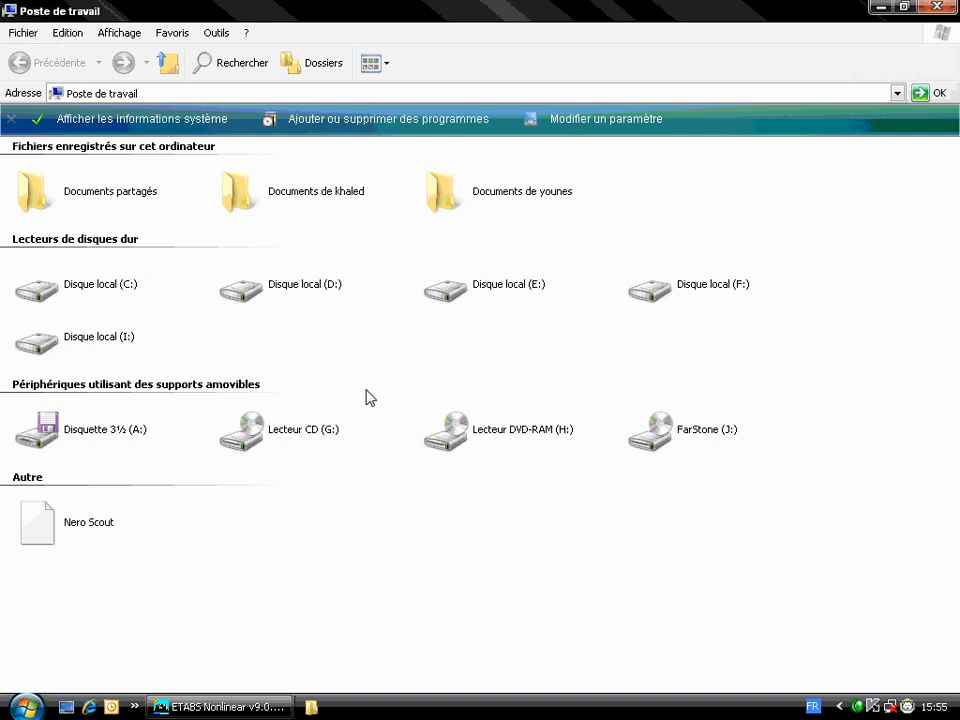 Poste de travail
Fichier Edition Affichage Favoris Outils ?
Précédente Rechercher Dossiers
Adresse Poste de travail OK
Afficher les informations système Ajouter ou supprimer des programmes Modifier un paramètre
Fichiers enregistrés sur cet ordinateur
Documents partagés Documents de khaled Documents de younes
Lecteurs de disques dur
Disque local (C:) Disque local (D:) Disque local (E:) Disque local (F:)
Disque local (I:)
Périphériques utilisant des supports amovibles
Disquette 3½ (A:) Lecteur CD (G:) Lecteur DVD-RAM (H:) FarStone (J:)
Autre
Nero Scout
ETABS Nonlinear v9.0.... FR 15:55